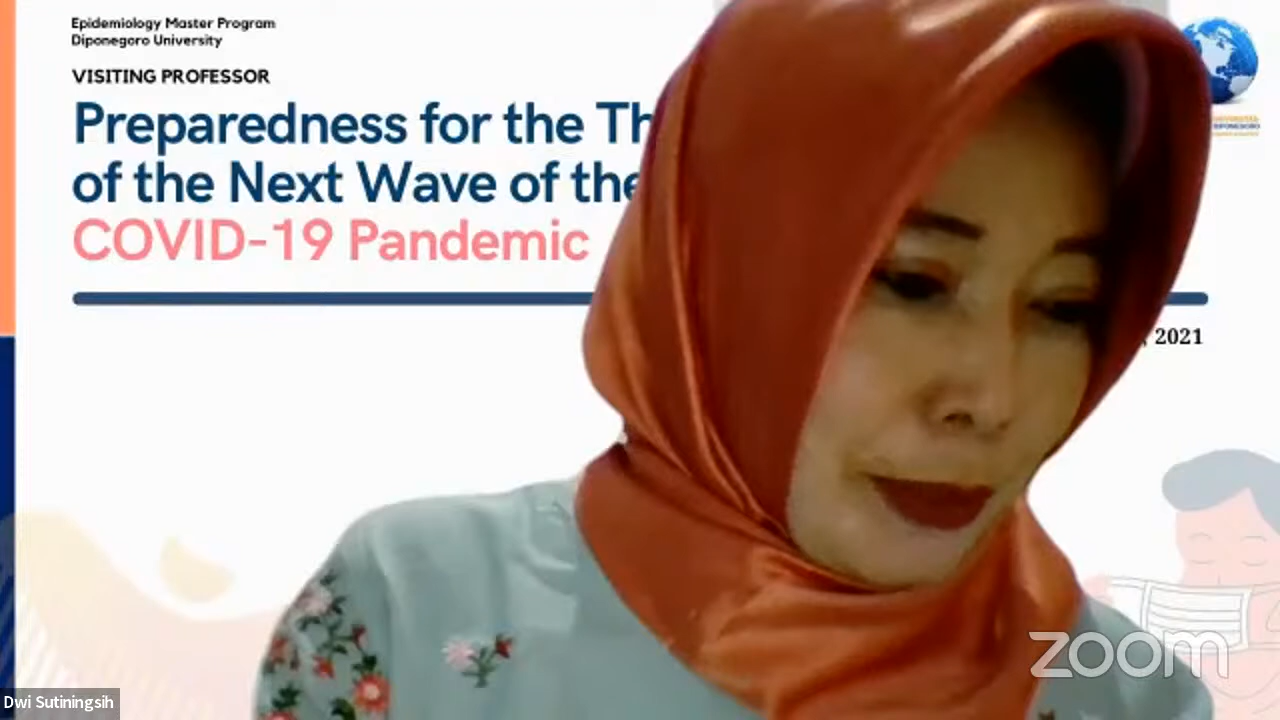 Epidemiology Master Program
Diponegoro University
VISITING PROFESSOR
Preparedness for the Th
of the Next Wave of the
COVID-19 Pandemic
, 2021
Dwi Sutiningsih
zoom